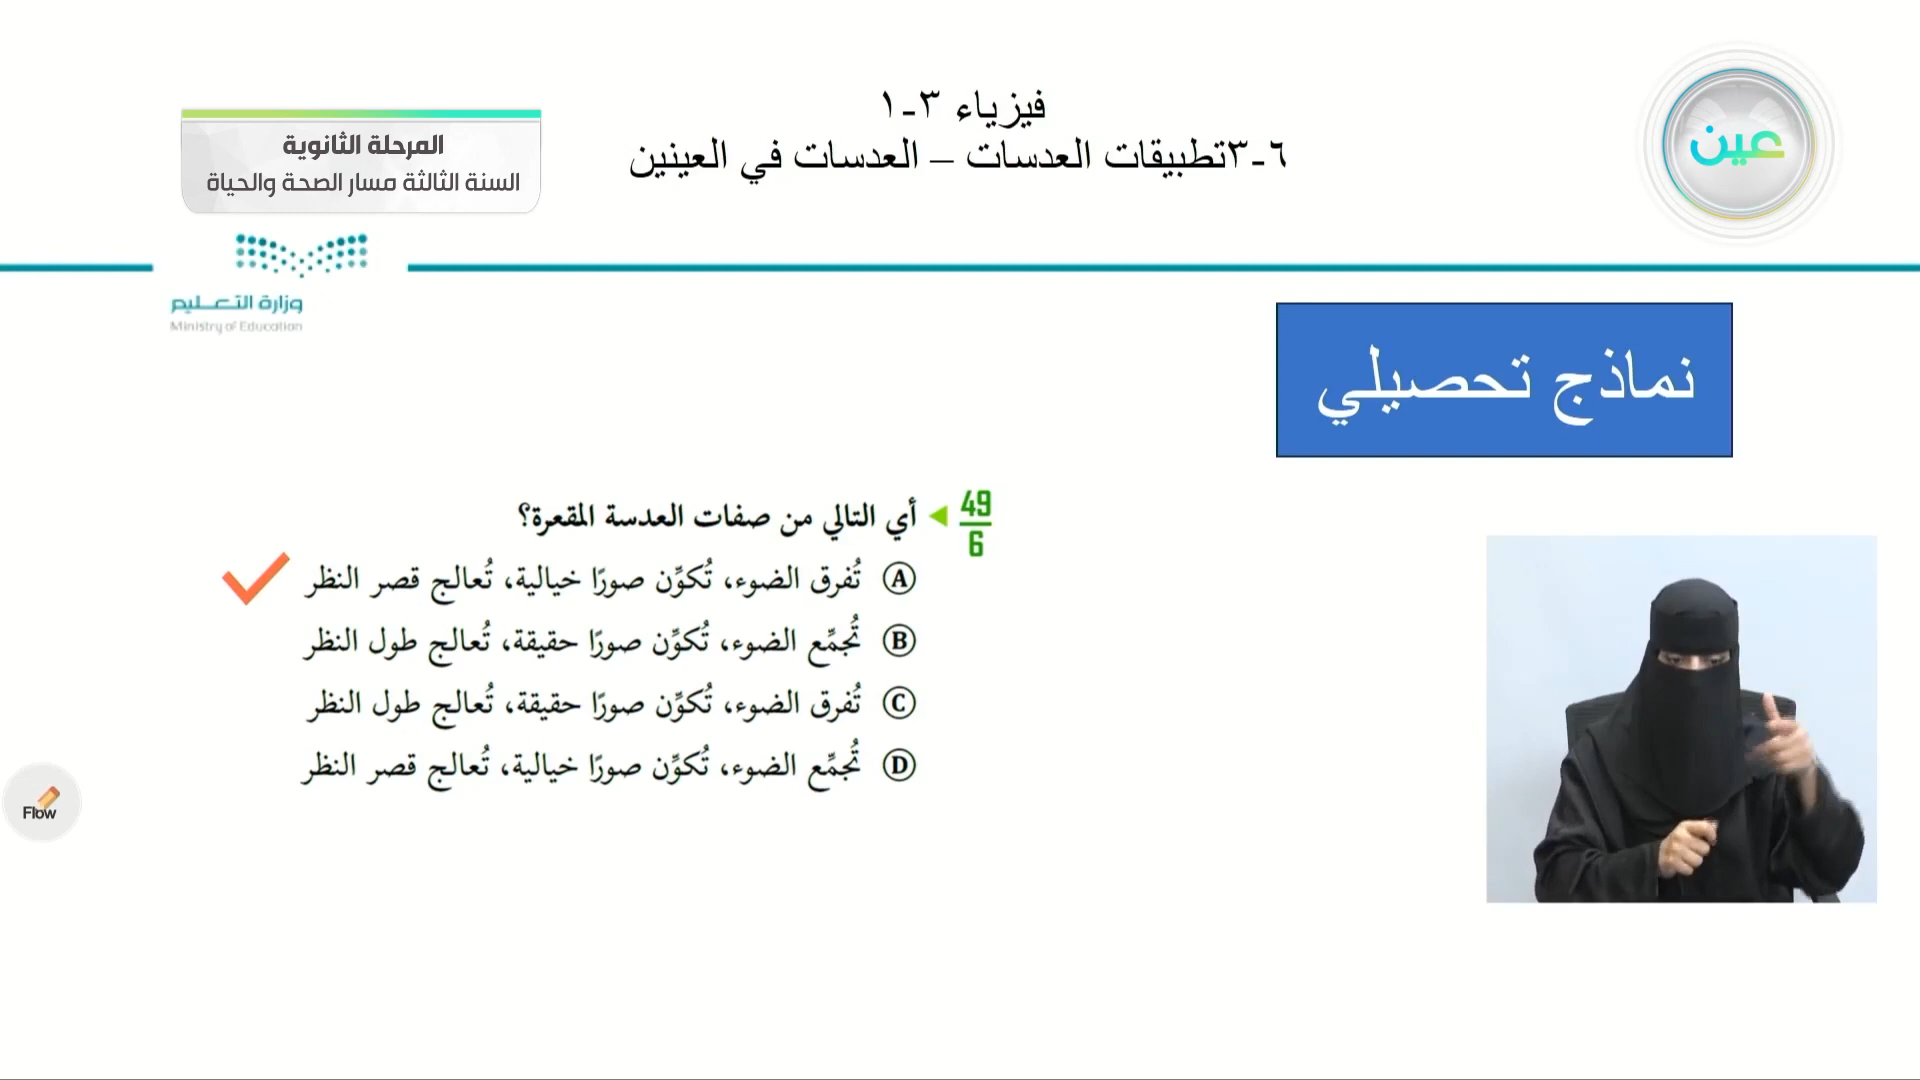 فيزياء ٣-١
٦-٣تطبيقات العدسات – العدسات في العينين
عين
المرحلة الثانوية
السنة الثالثة مسار الصحة والحياة
وزارة التعليم
Ministry of Education
نماذج تحصيلي
49
6
أي التالي من صفات العدسة المقعرة؟
A تُفرق الضوء، تُكوِّن صورًا خيالية، تُعالج قصر النظر
B تُجمِّع الضوء، تُكوِّن صورًا حقيقة، تُعالج طول النظر
C تُفرق الضوء، تُكوِّن صورًا حقيقة، تُعالج طول النظر
D تُجمِّع الضوء، تُكوِّن صورًا خيالية، تُعالج قصر النظر
Flow